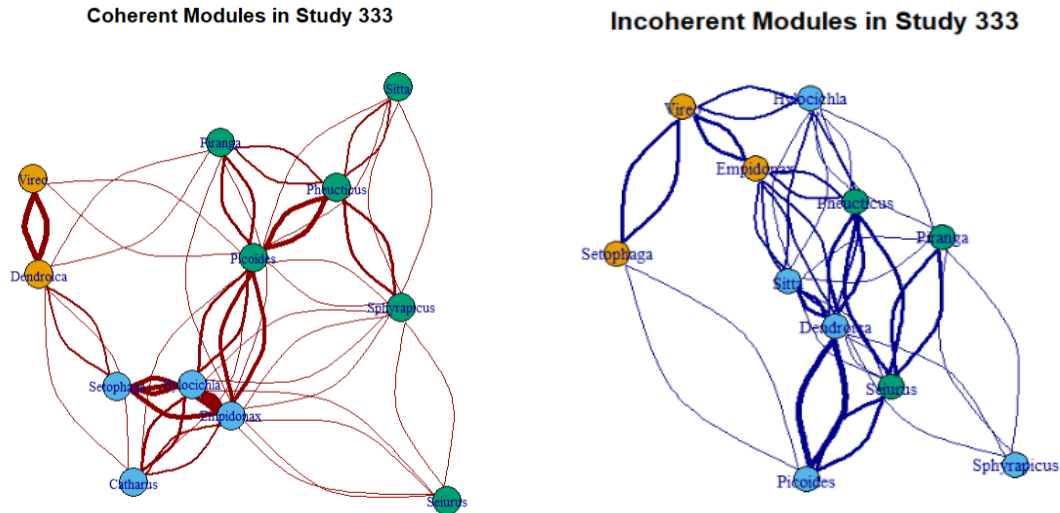 Coherent Modules in Study 333
Sitta
Piranga
Vireo
Pheucticus
Picoides
Dendroica
Sphyrapicus
Setophaga
Hylocichla
Empidonax
Catharus
Seiurus
Incoherent Modules in Study 333
Hylocichla
Vireo
Empidonax
Pheucticus
Piranga
Setophaga
Sitta
Dendroica
Seiurus
Sphyrapicus
Picoides